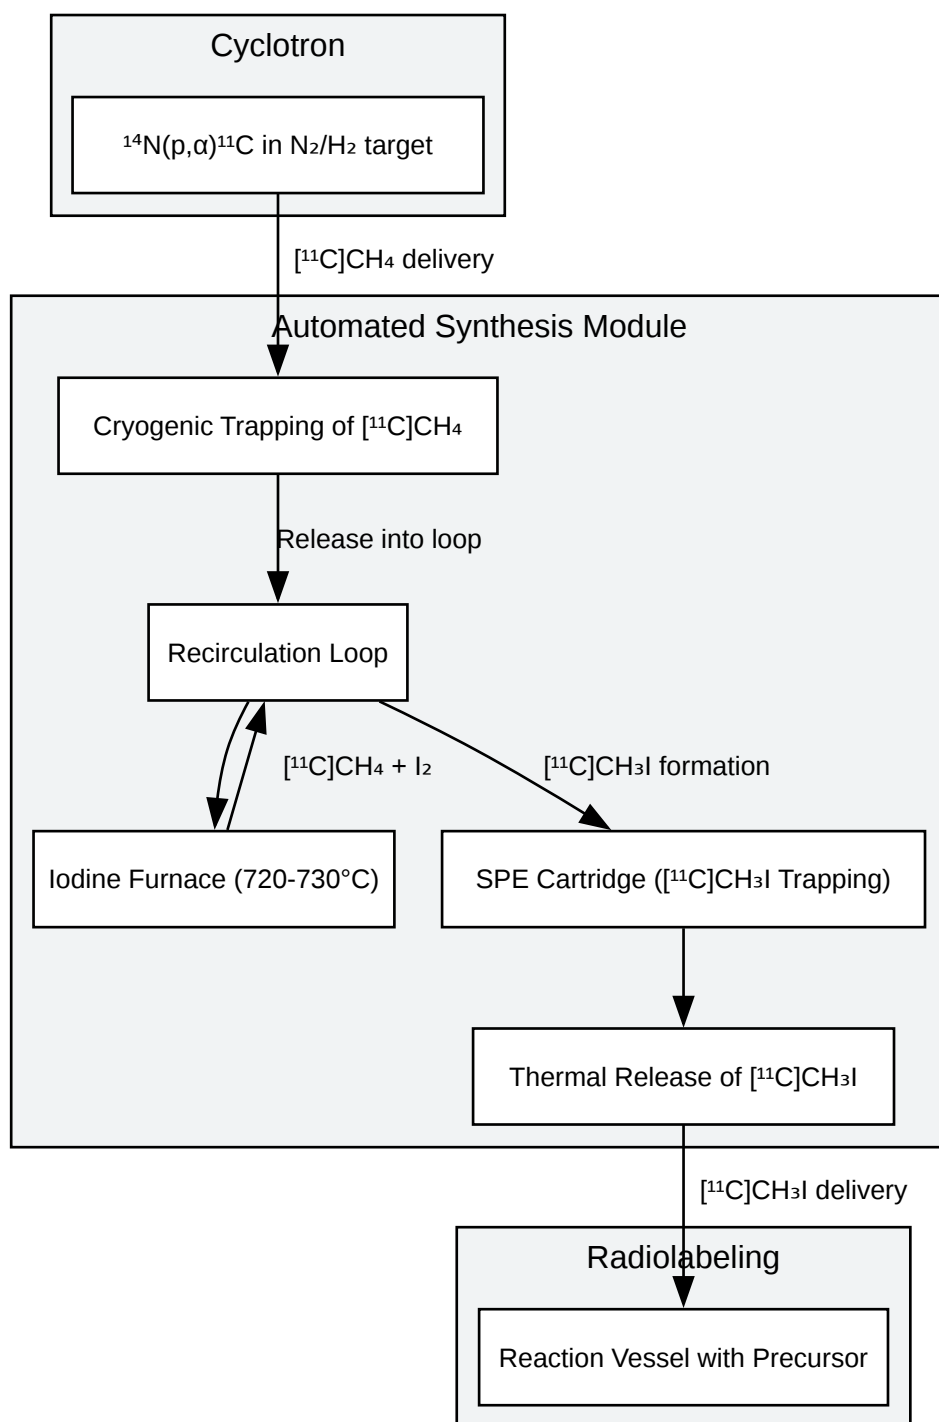 Cyclotron
¹⁴N(p,α)¹¹C in N₂/H₂ target
[¹¹C]CH₄ delivery
Automated Synthesis Module
Cryogenic Trapping of [¹¹C]CH₄
Release into loop
Recirculation Loop
[¹¹C]CH₄ + I₂
[¹¹C]CH₃I formation
Iodine Furnace (720-730°C)
SPE Cartridge ([¹¹C]CH₃I Trapping)
Thermal Release of [¹¹C]CH₃I
[¹¹C]CH₃I delivery
Radiolabeling
Reaction Vessel with Precursor